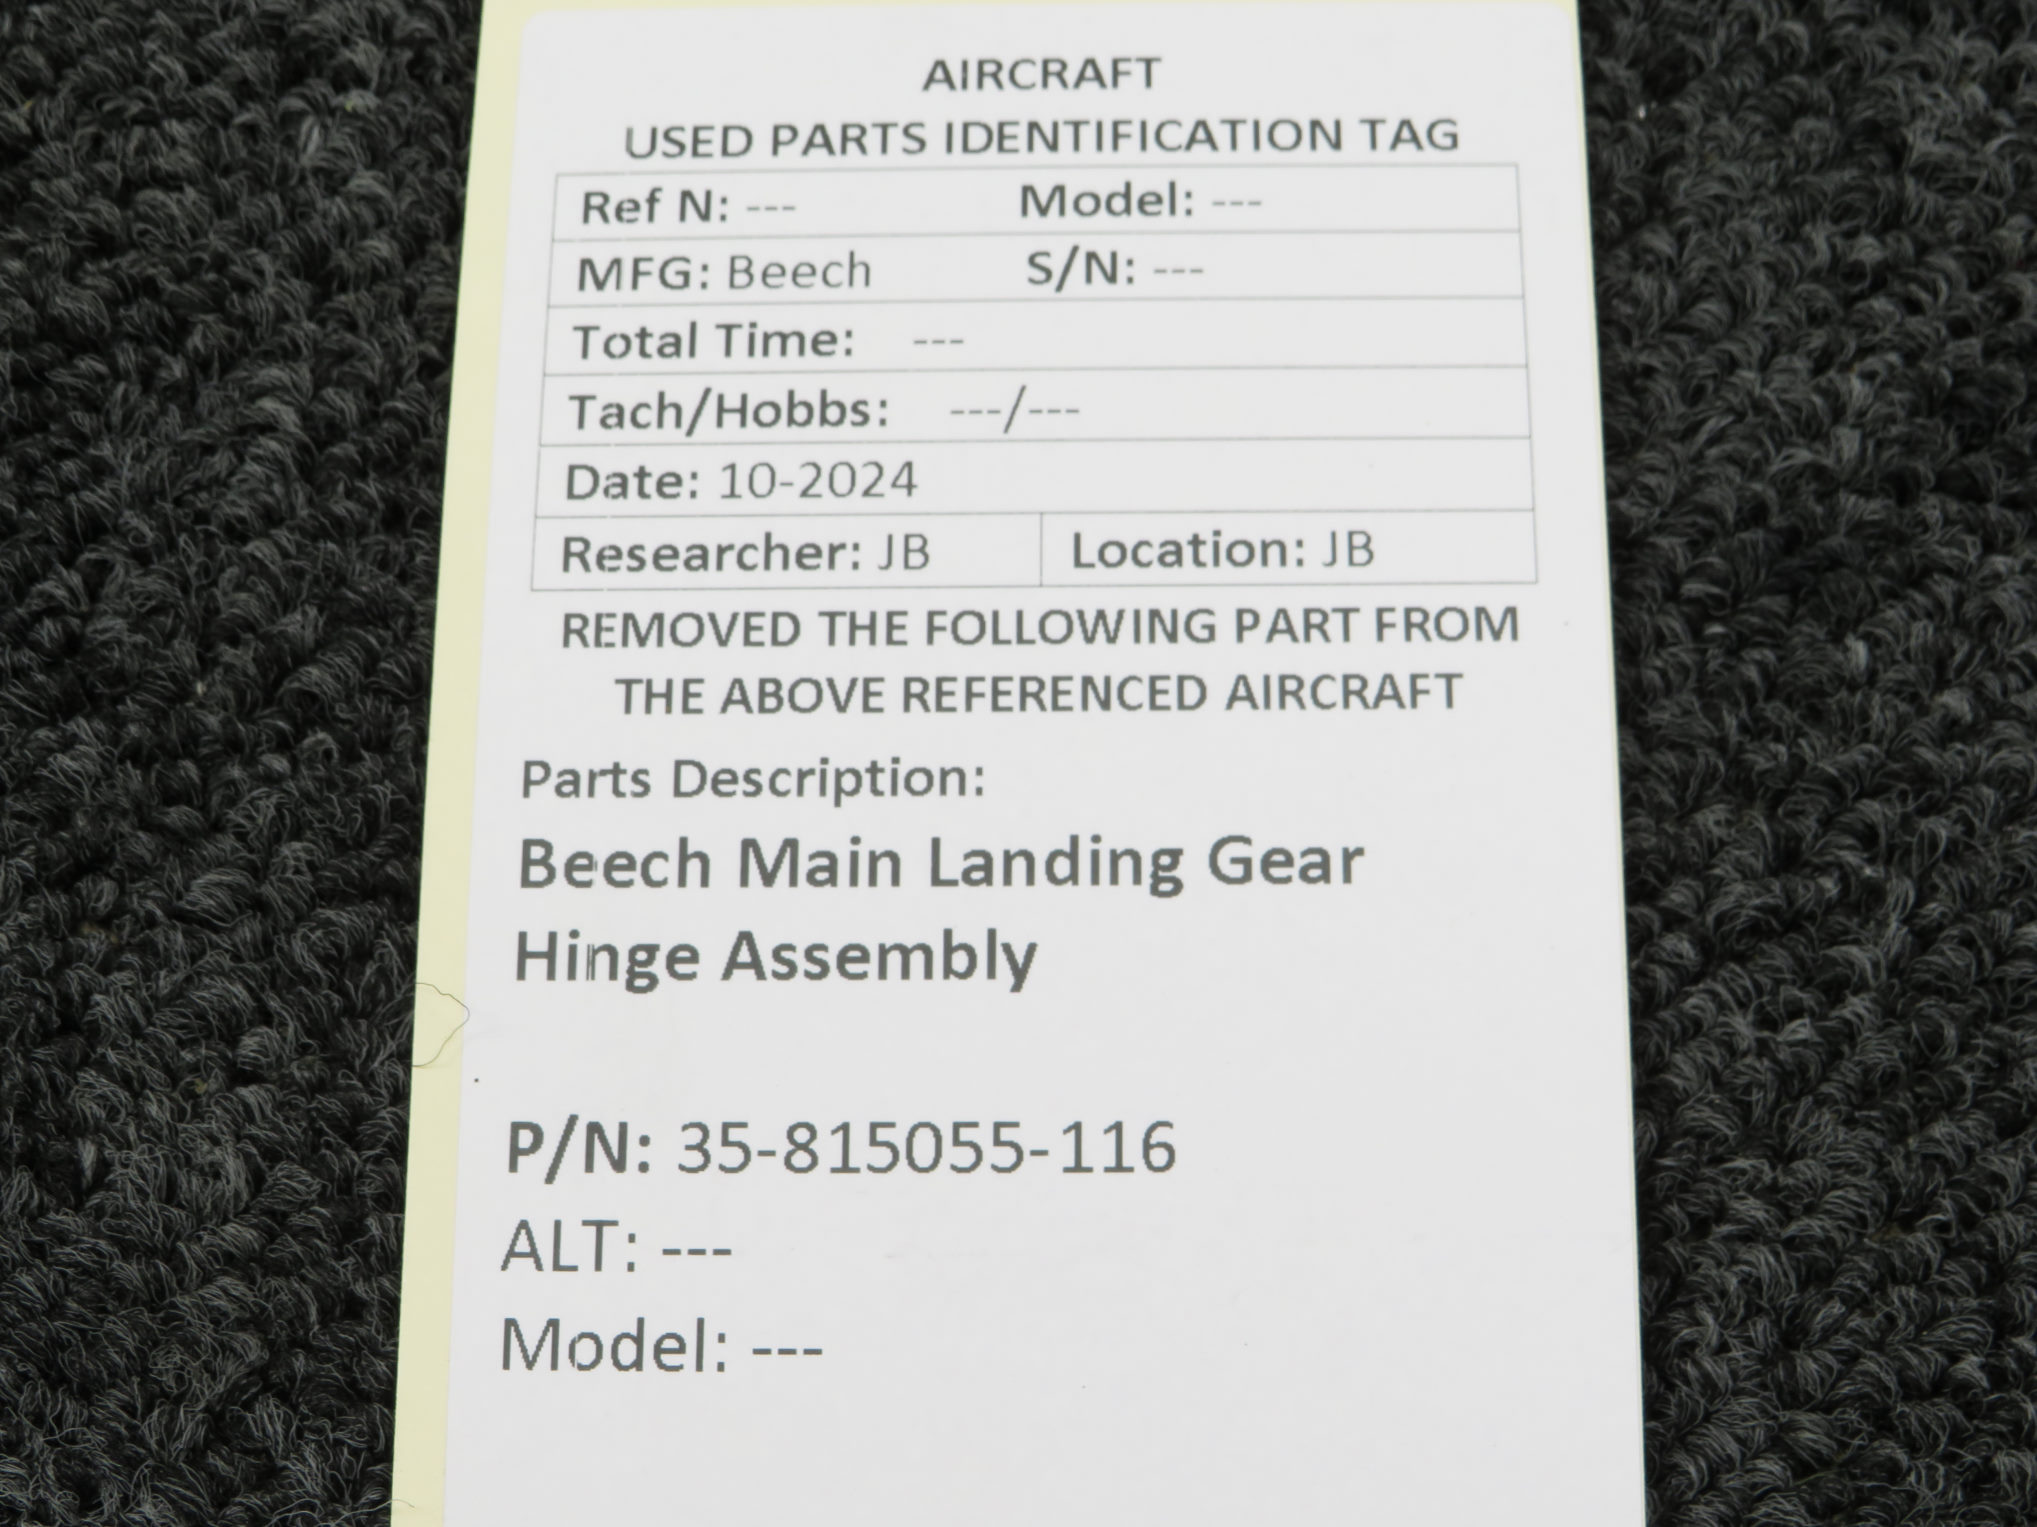 AIRCRAFT
USED PARTS IDENTIFICATION TAG
Ref N: --- Model: ---
MFG: Beech S/N: ---
Total Time: ---
Tach/Hobbs: ---/---
Date: 10-2024
Researcher: JB Location: JB
REMOVED THE FOLLOWING PART FROM
THE ABOVE REFERENCED AIRCRAFT
Parts Description:
Beech Main Landing Gear
Hinge Assembly
P/N: 35-815055-116
ALT: ---
Model: ---